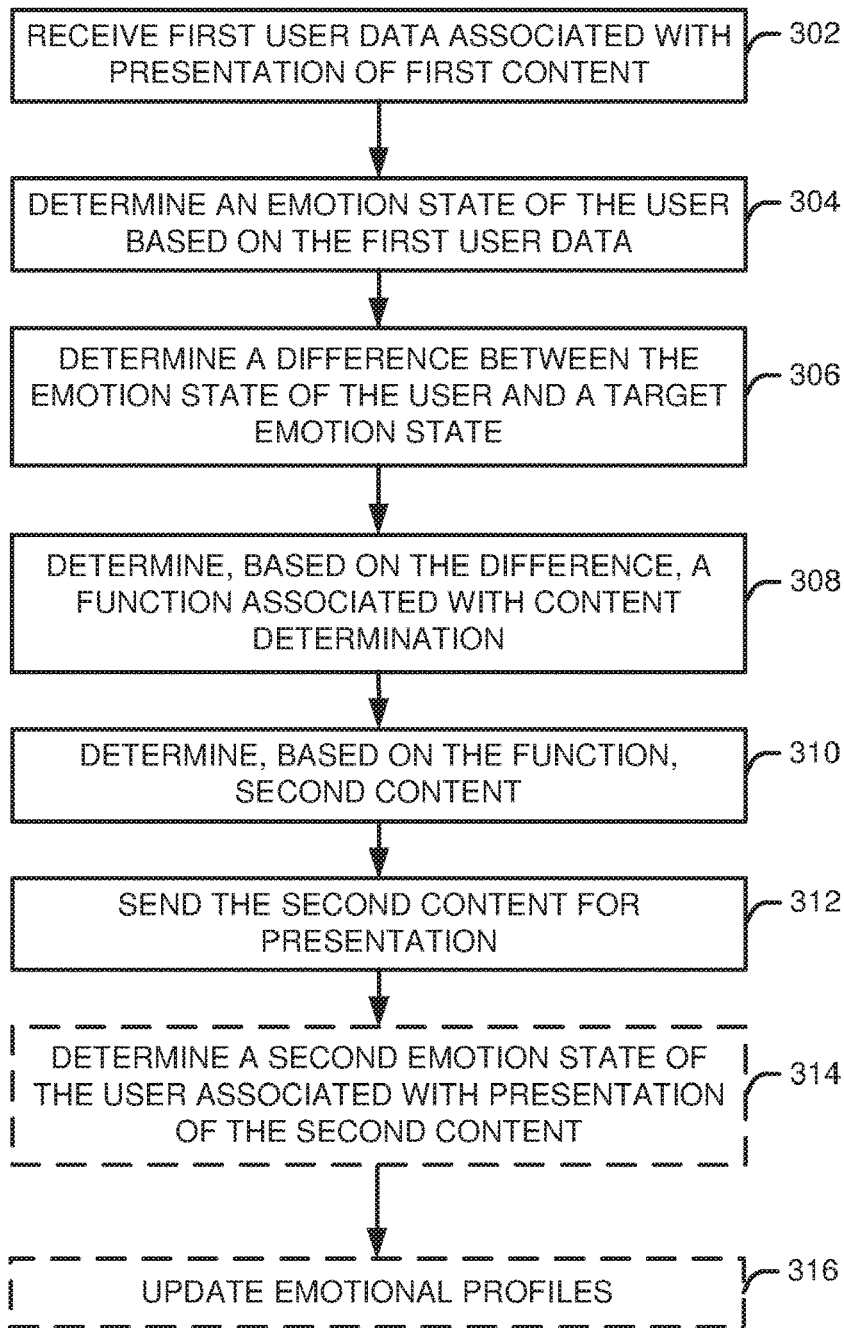 RECEIVE FIRST USER DATA ASSOCIATED WITH
PRESENTATION OF FIRST CONTENT
302
DETERMINE AN EMOTION STATE OF THE USER
BASED ON THE FIRST USER DATA
304
DETERMINE A DIFFERENCE BETWEEN THE
EMOTION STATE OF THE USER AND A TARGET
EMOTION STATE
306
DETERMINE, BASED ON THE DIFFERENCE, A
FUNCTION ASSOCIATED WITH CONTENT
DETERMINATION
308
DETERMINE, BASED ON THE FUNCTION,
SECOND CONTENT
310
SEND THE SECOND CONTENT FOR
PRESENTATION
312
DETERMINE A SECOND EMOTION STATE OF
THE USER ASSOCIATED WITH PRESENTATION
OF THE SECOND CONTENT
314
UPDATE EMOTIONAL PROFILES
316